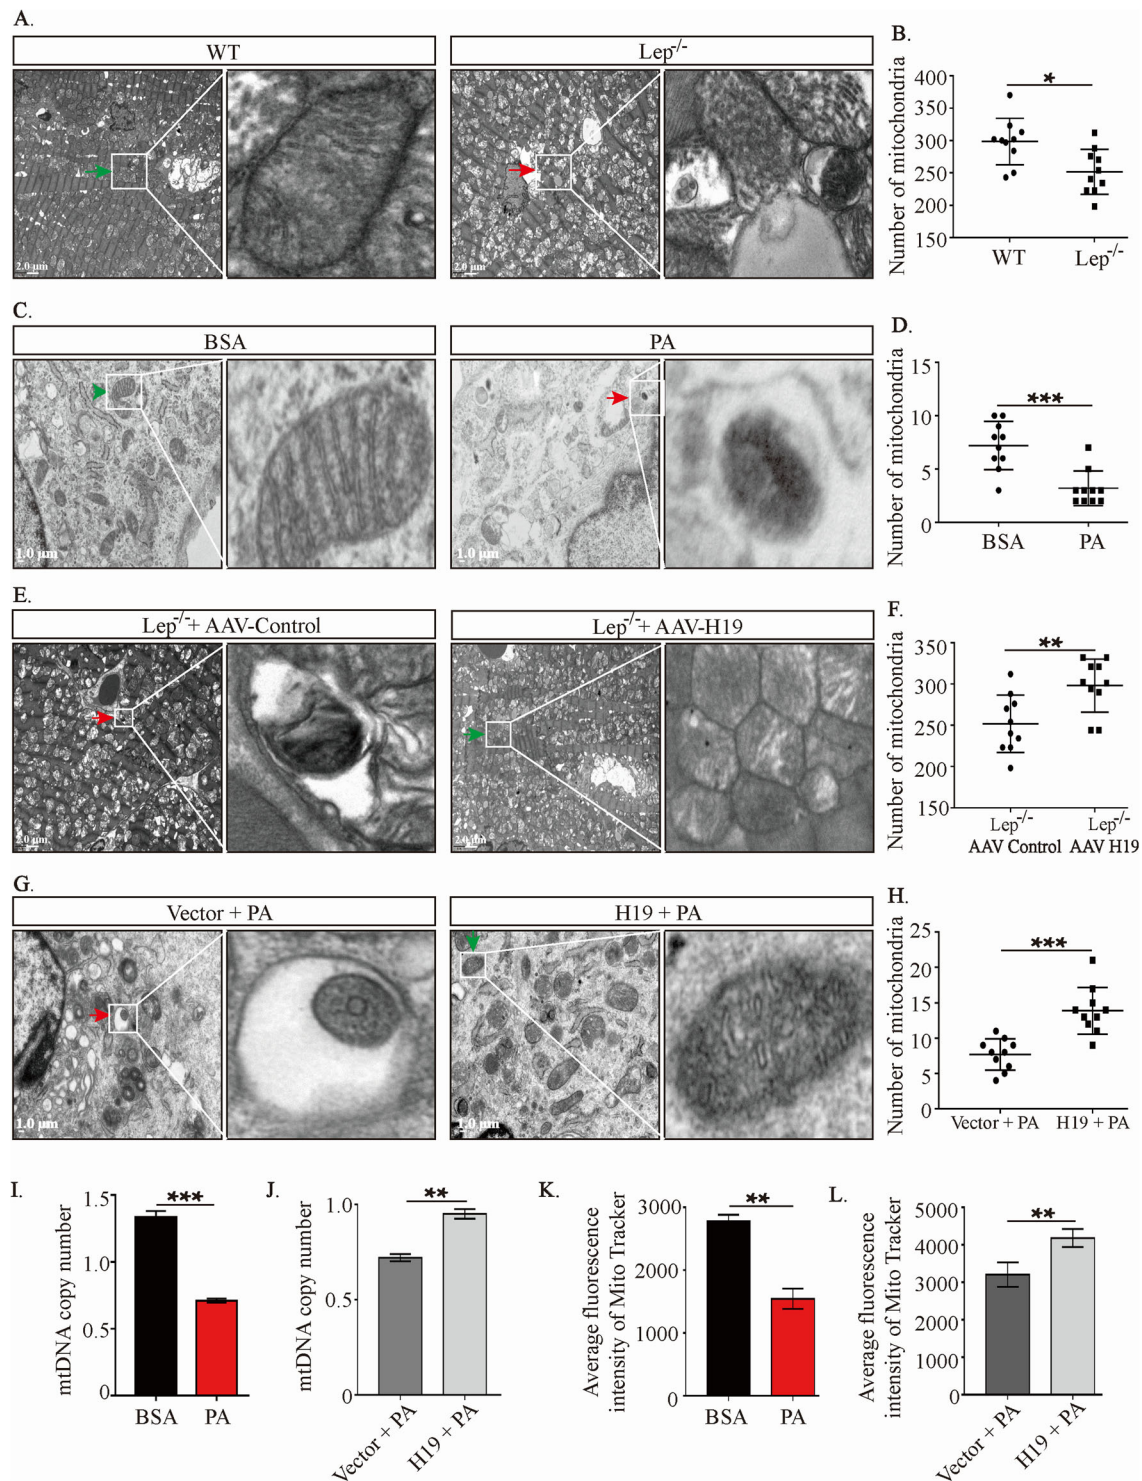 A.
WT
Lep-/-
2.0 μm
2.0 μm
B.
Number of mitochondria
400
350
300
250
200
150
*
WT
Lep-/-
C.
BSA
PA
1.0 μm
1.0 μm
D.
Number of mitochondria
15
10
5
0
***
BSA
PA
E.
Lep-/-+ AAV-Control
Lep-/-+ AAV-H19
2.0 μm
2.0 μm
F.
Number of mitochondria
350
300
250
200
150
**
Lep-/-
AAV Control
Lep-/-
AAV H19
G.
Vector + PA
H19 + PA
1.0 μm
1.0 μm
H.
Number of mitochondria
25
20
15
10
5
0
***
Vector + PA
H19 + PA
I.
mtDNA copy number
1.5
1.0
0.5
0
***
BSA
PA
J.
mtDNA copy number
1.0
0.5
0
**
Vector + PA
H19 + PA
K.
Average fluorescence
intensity of Mito Tracker
3000
2000
1000
0
**
BSA
PA
L.
Average fluorescence
intensity of Mito Tracker
5000
4000
3000
2000
1000
0
**
Vector + PA
H19 + PA